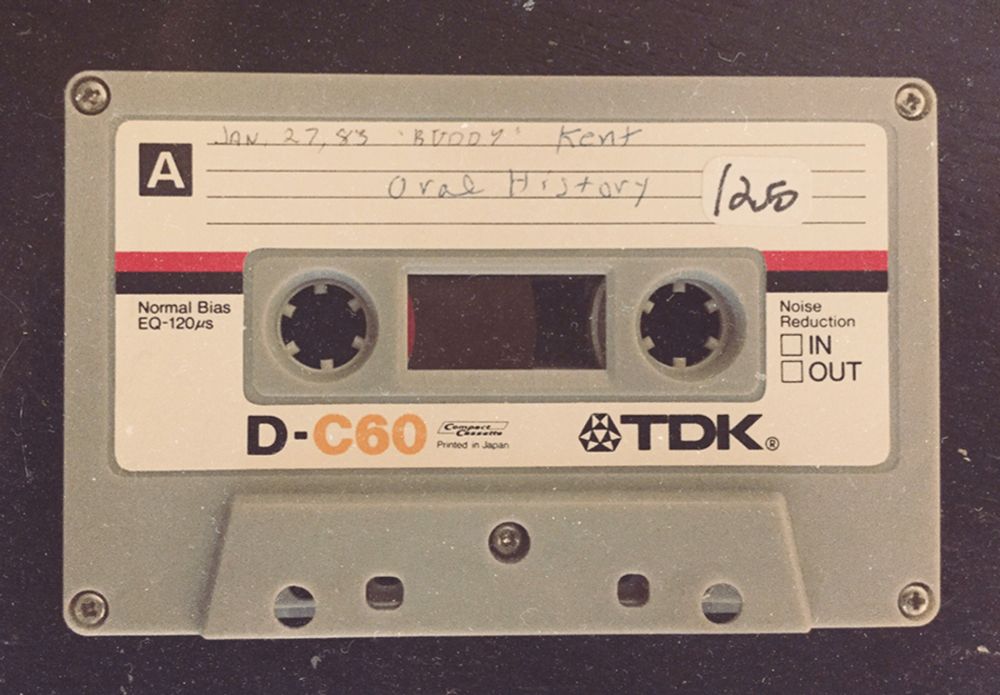 A
JAN. 27, 83 "BUDDY" Kent
Oral History
120
Normal Bias
EQ-120μs
Noise
Reduction
IN
OUT
D-C60
Compact
Cassette
Printed in Japan
TDK®